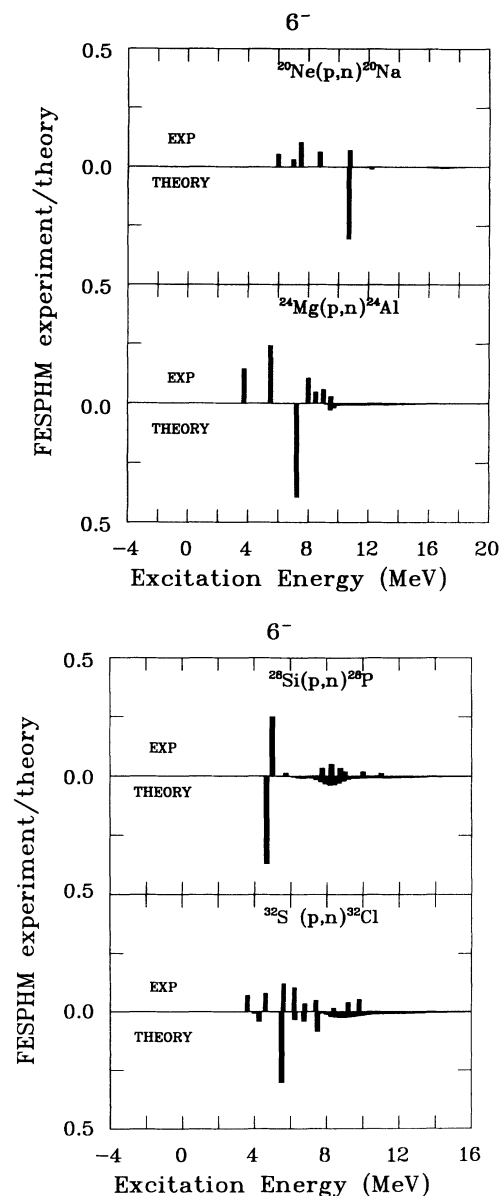 6⁻
0.5
²⁰Ne(p,n)²⁰Na
EXP
0.0
THEORY
0.5
²⁴Mg(p,n)²⁴Al
EXP
0.0
THEORY
0.5
FESPHM experiment/theory
-4 0 4 8 12 16 20
Excitation Energy (MeV)
6⁻
0.5
²⁸Si(p,n)²⁸P
EXP
0.0
THEORY
0.5
³²S (p,n)³²Cl
EXP
0.0
THEORY
0.5
FESPHM experiment/theory
-4 0 4 8 12 16
Excitation Energy (MeV)